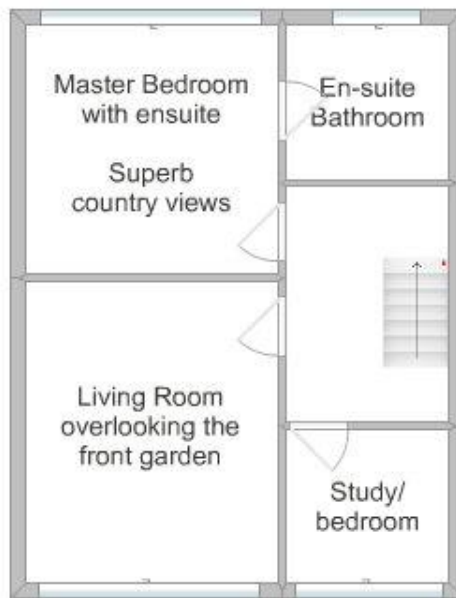 Master Bedroom
with ensuite
Superb
country views
En-suite
Bathroom
Living Room
overlooking the
front garden
Study/
bedroom